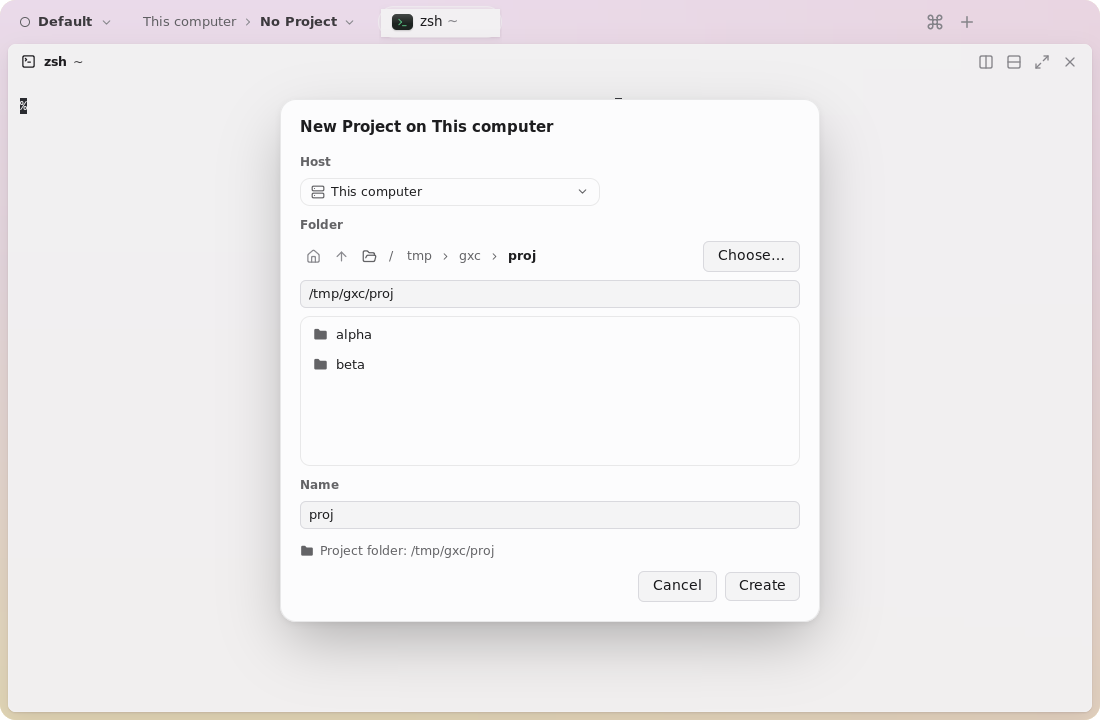 Default
This computer > No Project
zsh ~
zsh ~
%
New Project on This computer
Host
This computer
Folder
/ tmp > gxc > proj
Choose...
/tmp/gxc/proj
alpha
beta
Name
proj
Project folder: /tmp/gxc/proj
Cancel
Create